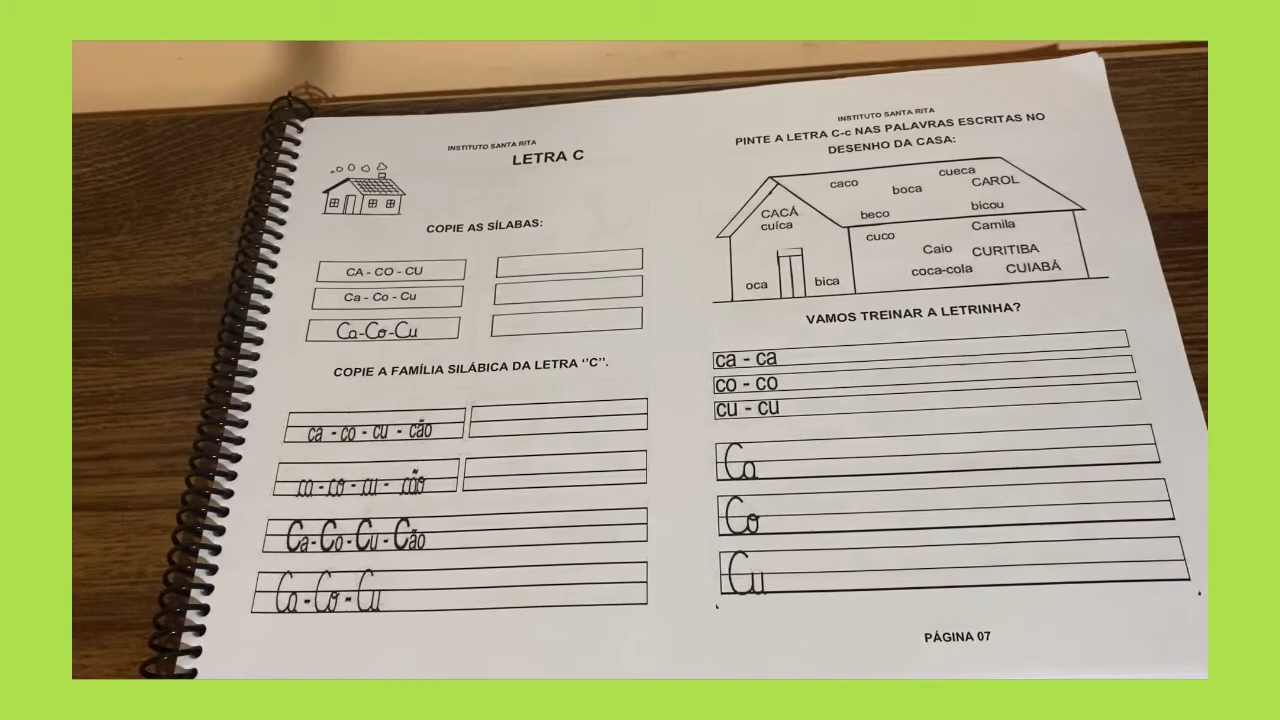 INSTITUTO SANTA RITA
LETRA C
COPIE AS SÍLABAS:
CA - CO - CU
Ca - Co - Cu
Ca-Co-Cu
COPIE A FAMÍLIA SILÁBICA DA LETRA “C”.
ca - co - cu - cão
ca - co - cu - cão
Ca - Co - Cu - Cão
Ca - Co - Cu
INSTITUTO SANTA RITA
PINTE A LETRA C-c NAS PALAVRAS ESCRITAS NO
DESENHO DA CASA:
caco boca cueca
CAROL
CACÁ beco bicou
cuíca cuco Camila
Caio CURITIBA
coca-cola CUIABÁ
oca bica
VAMOS TREINAR A LETRINHA?
ca - ca
co - co
cu - cu
Ca
Co
Cu
PÁGINA 07